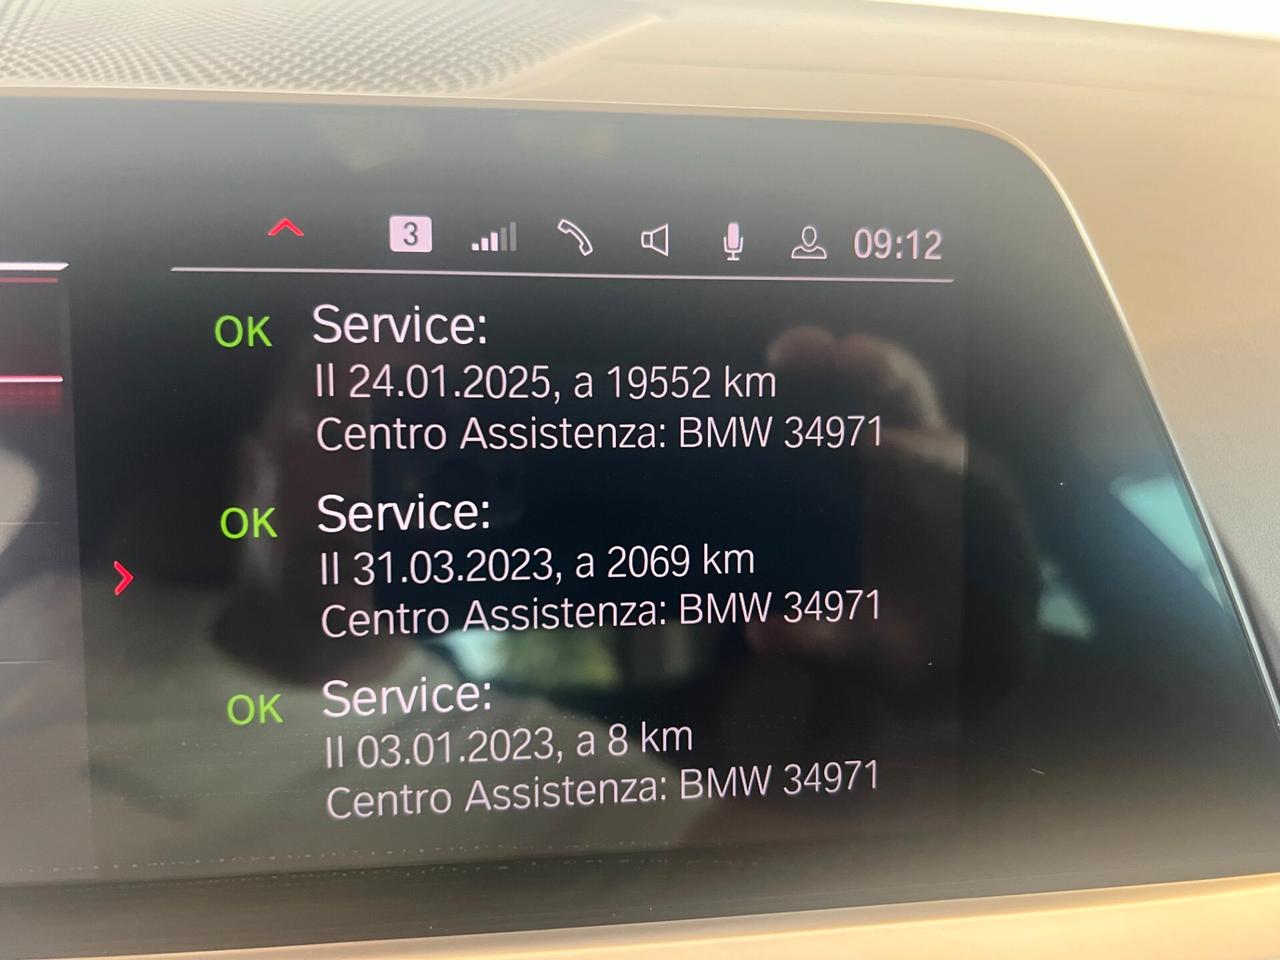 3 09:12
OK Service:
Il 24.01.2025, a 19552 km
Centro Assistenza: BMW 34971
OK Service:
Il 31.03.2023, a 2069 km
Centro Assistenza: BMW 34971
OK Service:
Il 03.01.2023, a 8 km
Centro Assistenza: BMW 34971